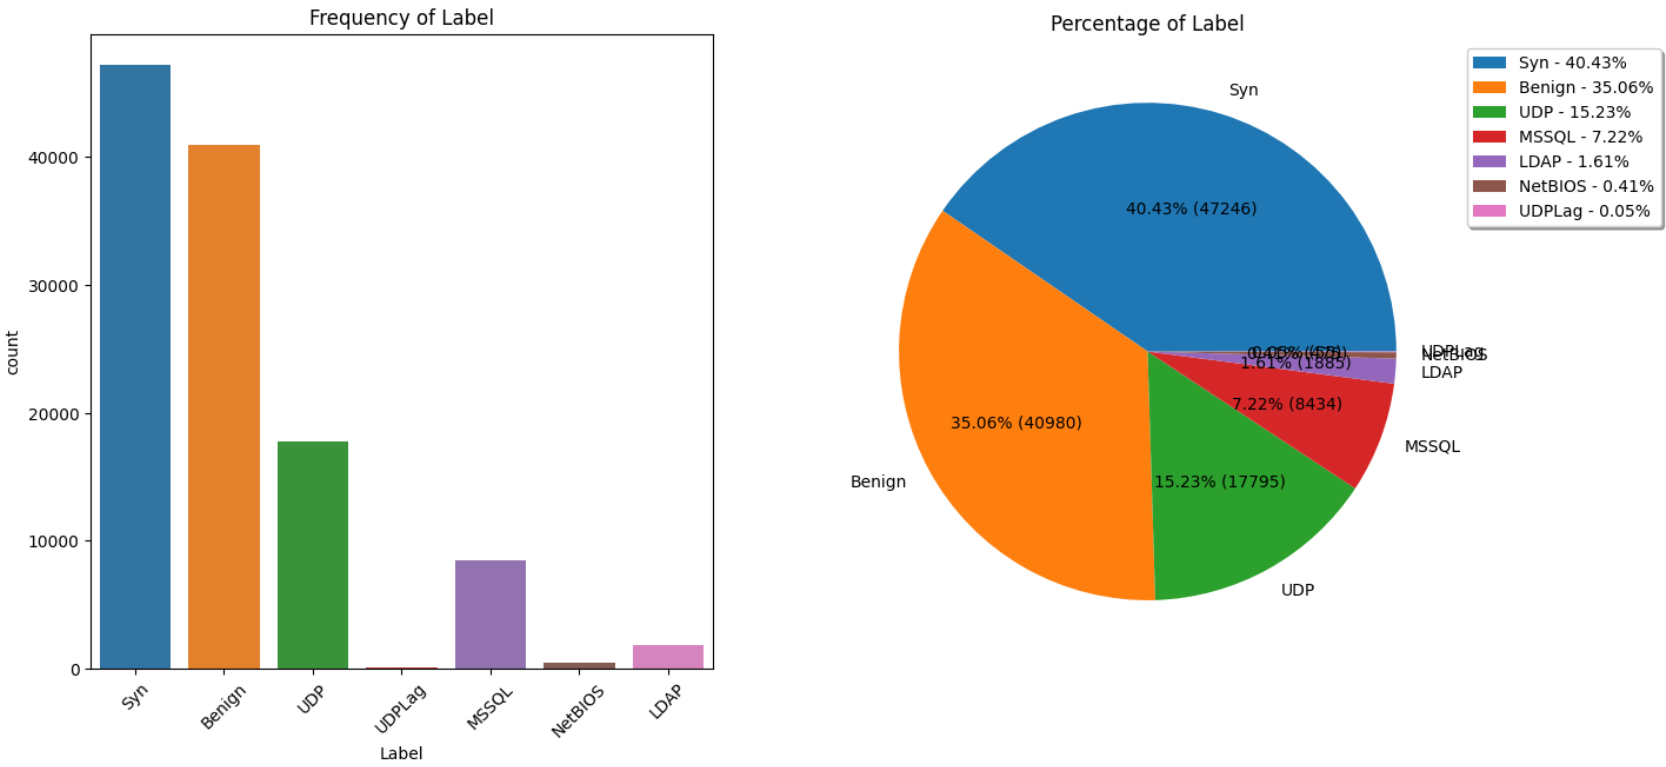 Frequency of Label
count
40000
30000
20000
10000
0
Syn
Benign
UDP
UDPLag
MSSQL
NetBIOS
LDAP
Label
Percentage of Label
Syn
40.43% (47246)
Benign
35.06% (40980)
UDP
15.23% (17795)
MSSQL
7.22% (8434)
LDAP
1.61% (1885)
NetBIOS
UDPLag
Syn - 40.43%
Benign - 35.06%
UDP - 15.23%
MSSQL - 7.22%
LDAP - 1.61%
NetBIOS - 0.41%
UDPLag - 0.05%